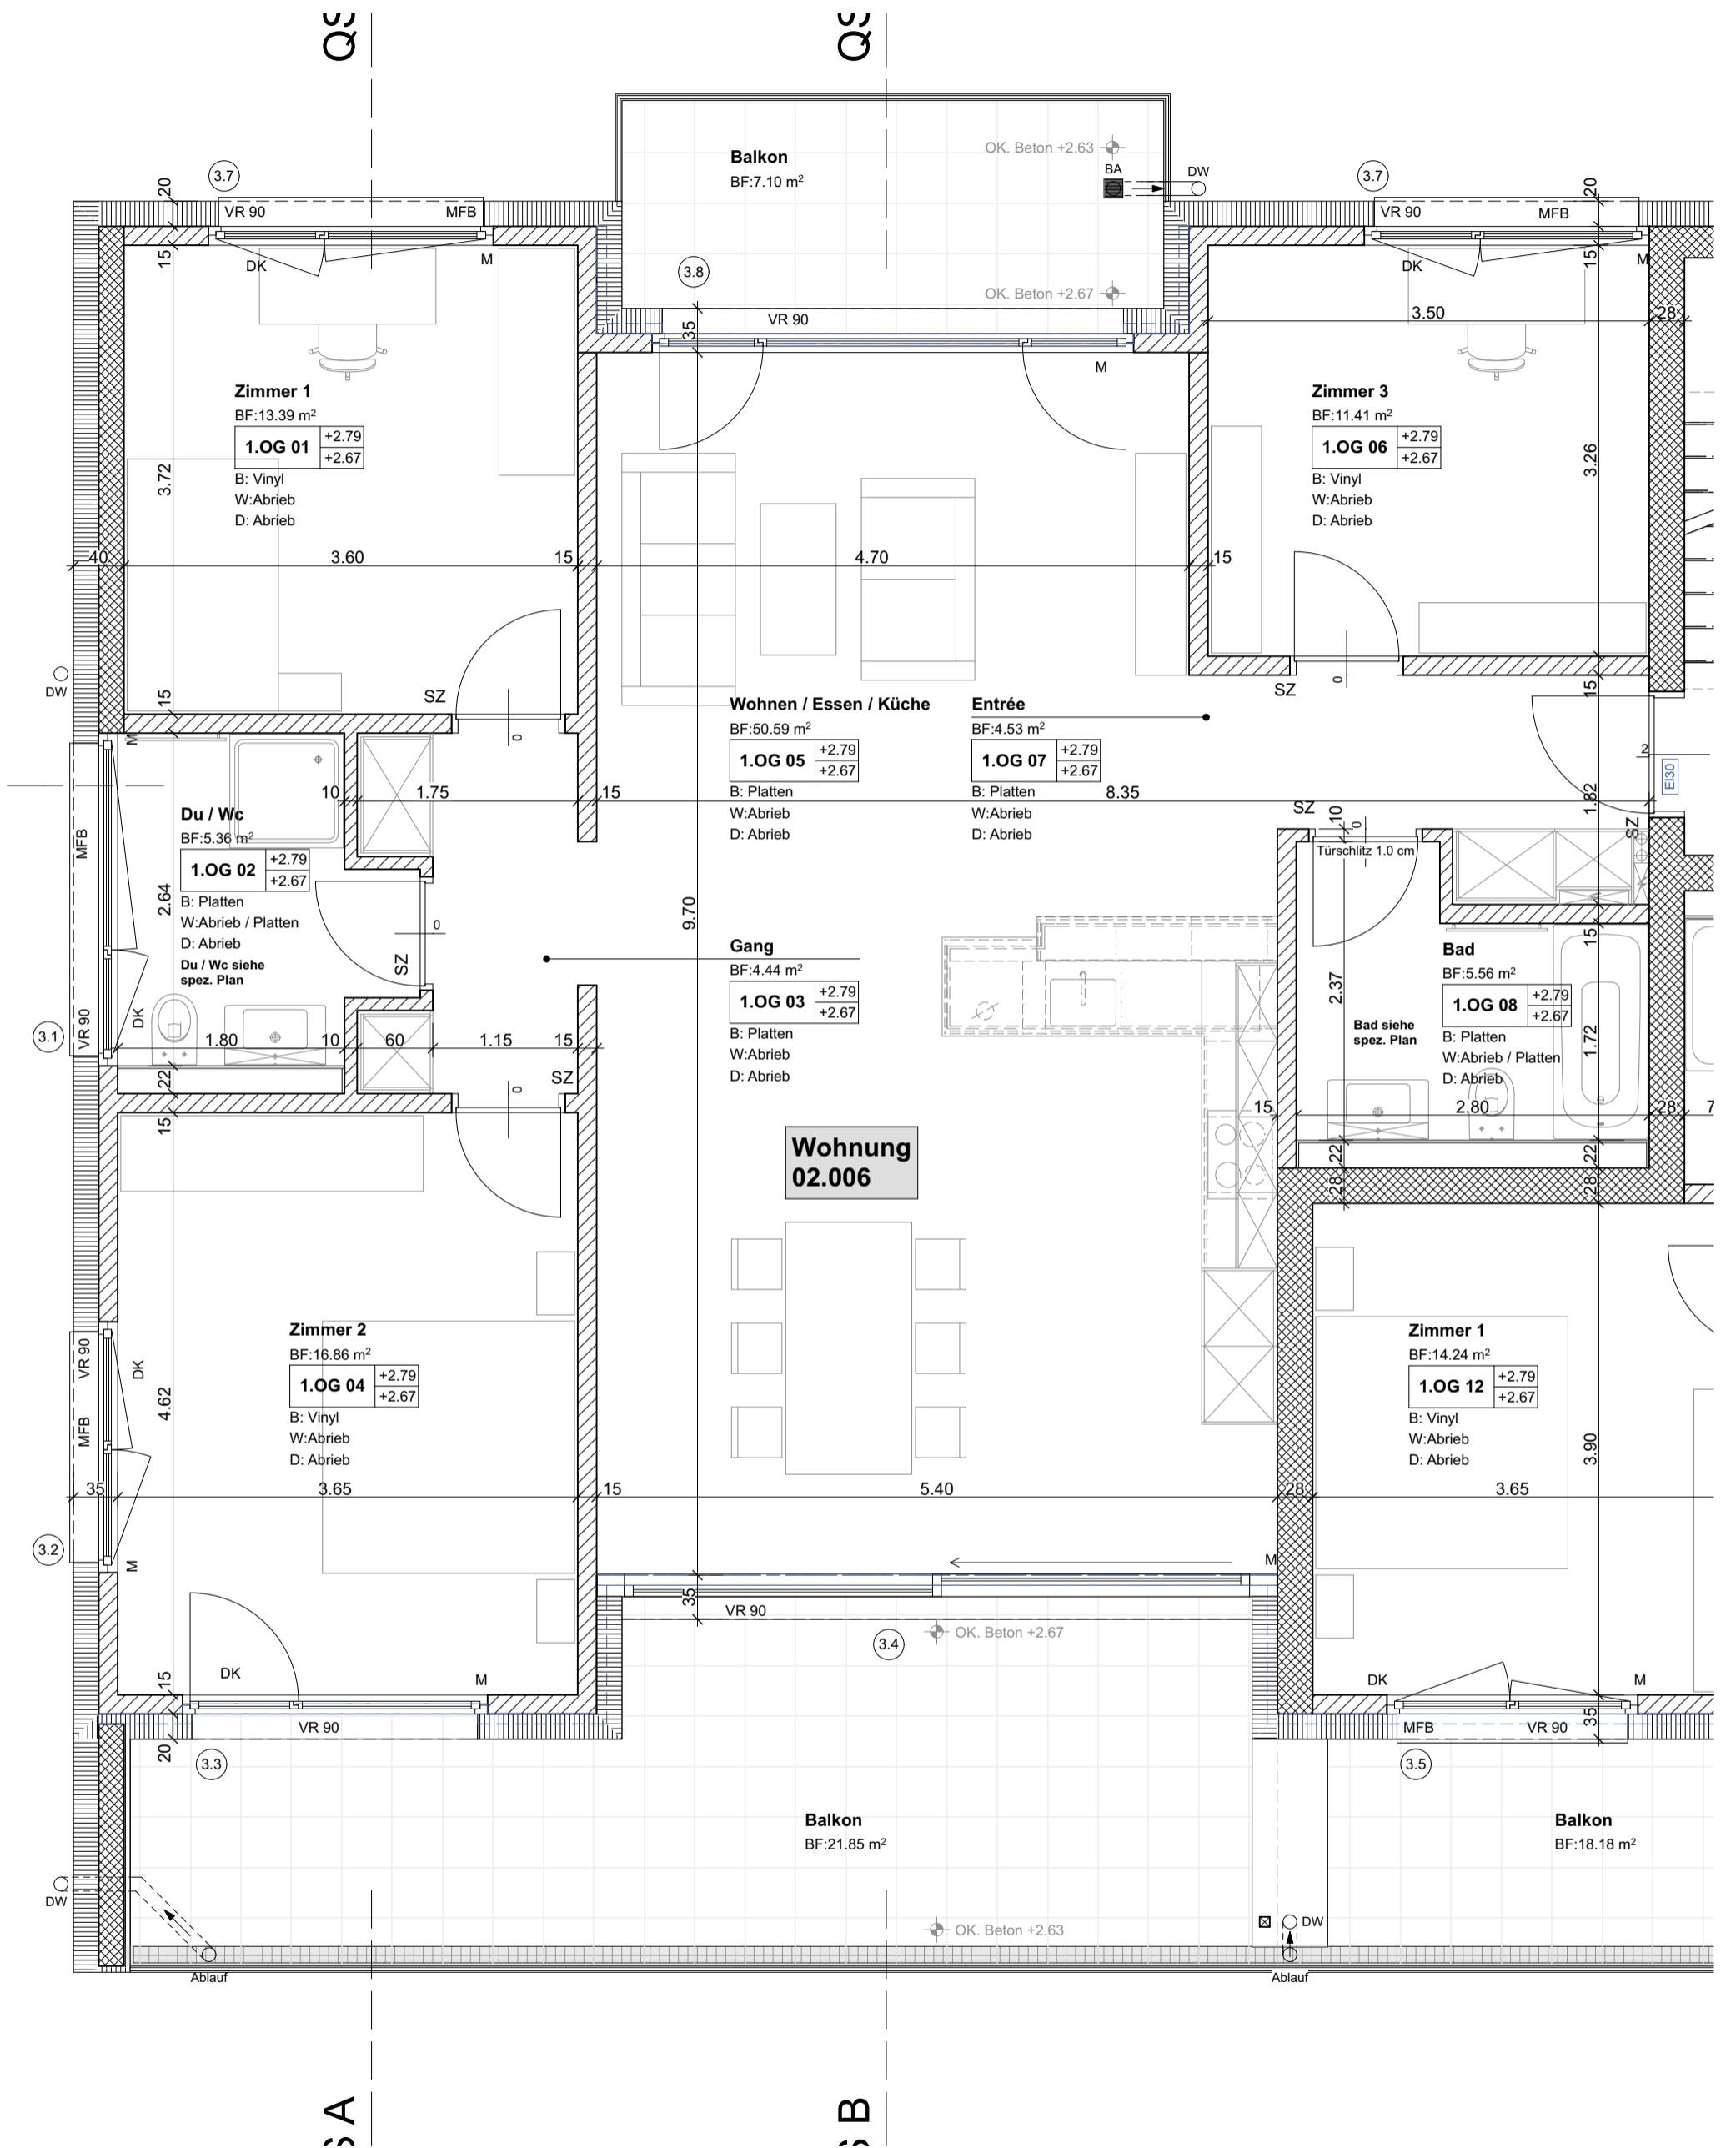 QS
QS
Balkon
BF:7.10 m²
OK. Beton +2.63
BA
DW
OK. Beton +2.67
3.7
20
VR 90
MFB
DK
M
15
3.8
35
VR 90
M
3.7
20
VR 90
MFB
DK
M
15
3.50
28
Zimmer 1
BF:13.39 m²
1.OG 01
+2.79
+2.67
B: Vinyl
W:Abrieb
D: Abrieb
3.72
Zimmer 3
BF:11.41 m²
1.OG 06
+2.79
+2.67
B: Vinyl
W:Abrieb
D: Abrieb
3.26
40
3.60
15
4.70
15
DW
15
SZ
0
M
SZ
0
15
Wohnen / Essen / Küche
BF:50.59 m²
1.OG 05
+2.79
+2.67
B: Platten
W:Abrieb
D: Abrieb
Entrée
BF:4.53 m²
1.OG 07
+2.79
+2.67
B: Platten
W:Abrieb
D: Abrieb
2
EI30
10
1.75
15
8.35
1.82
SZ
SZ
10
0
Türschlitz 1.0 cm
Du / Wc
BF:5.36 m²
1.OG 02
+2.79
+2.67
B: Platten
W:Abrieb / Platten
D: Abrieb
Du / Wc siehe
spez. Plan
MFB
2.64
0
SZ
DK
VR 90
3.1
9.70
Gang
BF:4.44 m²
1.OG 03
+2.79
+2.67
B: Platten
W:Abrieb
D: Abrieb
15
Bad
BF:5.56 m²
1.OG 08
+2.79
+2.67
B: Platten
W:Abrieb / Platten
D: Abrieb
2.37
Bad siehe
spez. Plan
1.72
1.80
10
60
1.15
15
22
SZ
0
15
15
2.80
28
7
22
22
28
28
Wohnung
02.006
Zimmer 2
BF:16.86 m²
1.OG 04
+2.79
+2.67
B: Vinyl
W:Abrieb
D: Abrieb
VR 90
DK
MFB
4.62
Zimmer 1
BF:14.24 m²
1.OG 12
+2.79
+2.67
B: Vinyl
W:Abrieb
D: Abrieb
3.90
35
3.65
15
5.40
28
3.65
3.2
M
M
35
VR 90
3.4
OK. Beton +2.67
15
DK
M
VR 90
20
3.3
DK
M
MFB
VR 90
35
3.5
Balkon
BF:21.85 m²
Balkon
BF:18.18 m²
DW
OK. Beton +2.63
DW
Ablauf
Ablauf
S A
S B